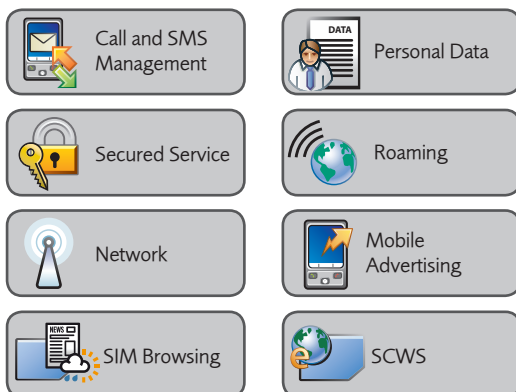 Call and SMS
Management
DATA
Personal Data
Secured Service
Roaming
Network
Mobile
Advertising
NEWS
SIM Browsing
e
SCWS